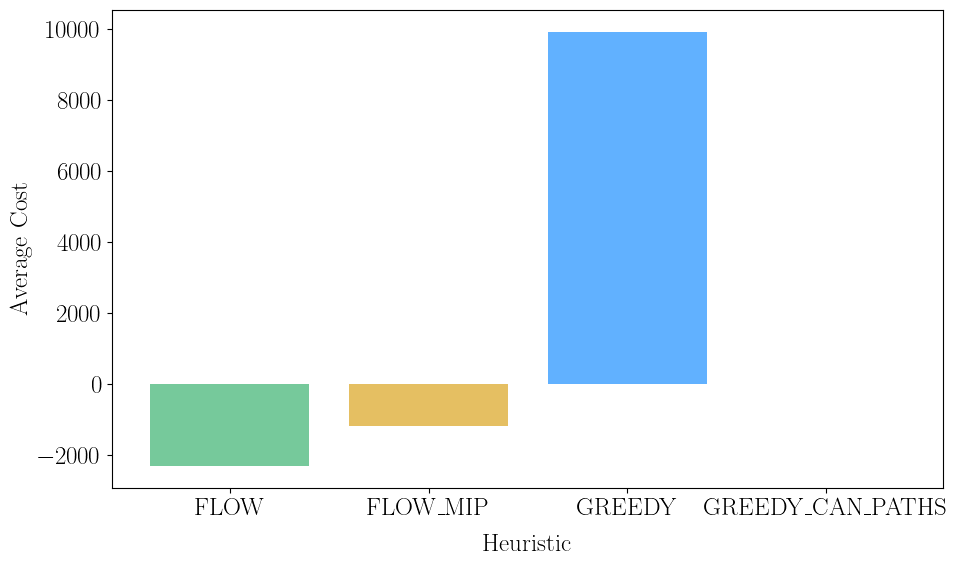 10000
8000
6000
4000
2000
0
−2000
Average Cost
FLOW
FLOW_MIP
GREEDY
GREEDY_CAN_PATHS
Heuristic